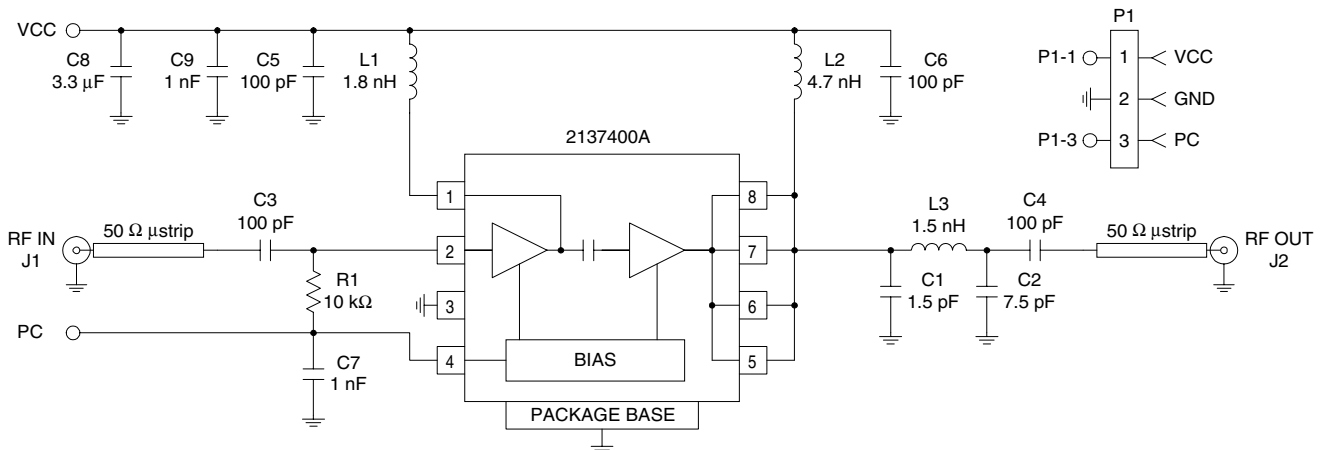 VCC
C8
3.3 μF
C9
1 nF
C5
100 pF
L1
1.8 nH
L2
4.7 nH
C6
100 pF
P1
P1-1
1
VCC
2
GND
P1-3
3
PC
2137400A
1
2
3
4
8
7
6
5
BIAS
PACKAGE BASE
RF IN
J1
50 Ω μstrip
C3
100 pF
R1
10 kΩ
PC
C7
1 nF
L3
1.5 nH
C4
100 pF
C1
1.5 pF
C2
7.5 pF
50 Ω μstrip
RF OUT
J2